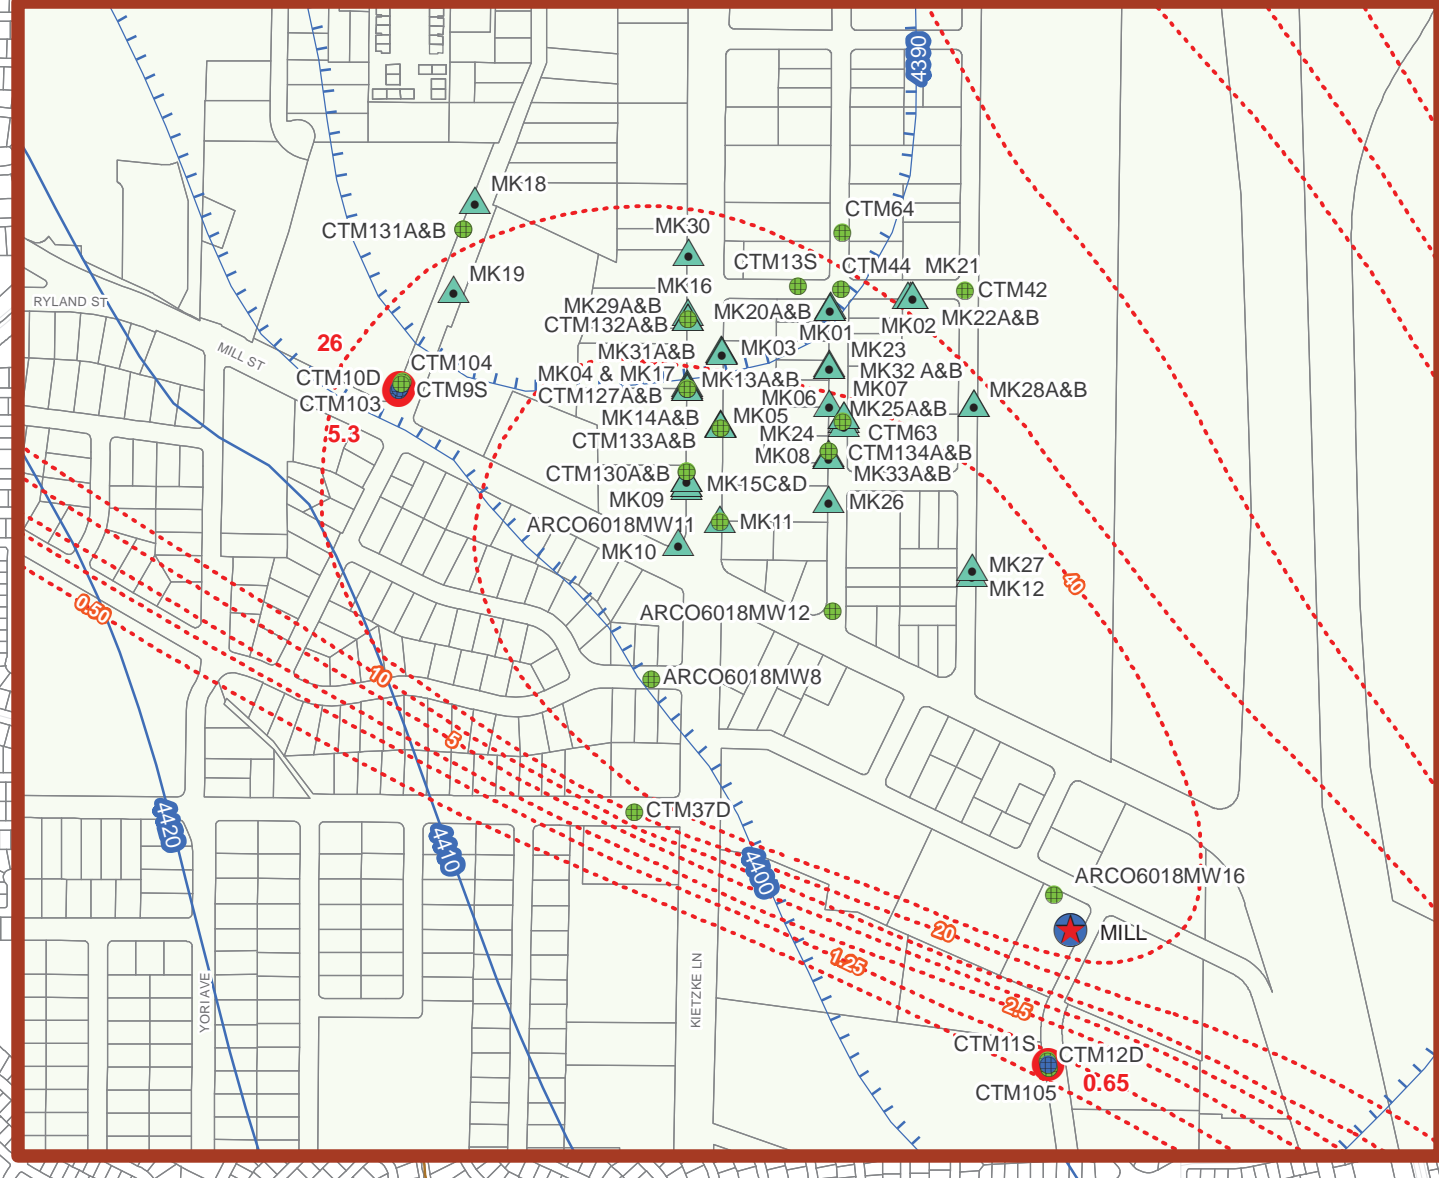 4390
MK18
CTM64
CTM131A&B
MK30
CTM13S
CTM44
MK21
MK19
MK16
CTM42
RYLAND ST
MK29A&B
MK20A&B
MK22A&B
CTM132A&B
MK01
MK02
26
MILL ST
MK31A&B
MK03
MK23
CTM104
MK32 A&B
CTM10D
MK04 & MK17
MK13A&B
CTM9S
CTM127A&B
MK07
MK28A&B
CTM103
MK06
MK25A&B
MK14A&B
MK05
5.3
CTM133A&B
MK24
CTM63
MK08
CTM134A&B
CTM130A&B
MK33A&B
MK15C&D
MK09
MK26
ARCO6018MW11
MK11
MK10
MK27
40
MK12
0.50
ARCO6018MW12
10
ARCO6018MW8
5
CTM37D
4420
4410
4400
ARCO6018MW16
20
MILL
1.25
YORI AVE
KIETZKE LN
2.5
CTM11S
CTM12D
0.65
CTM105